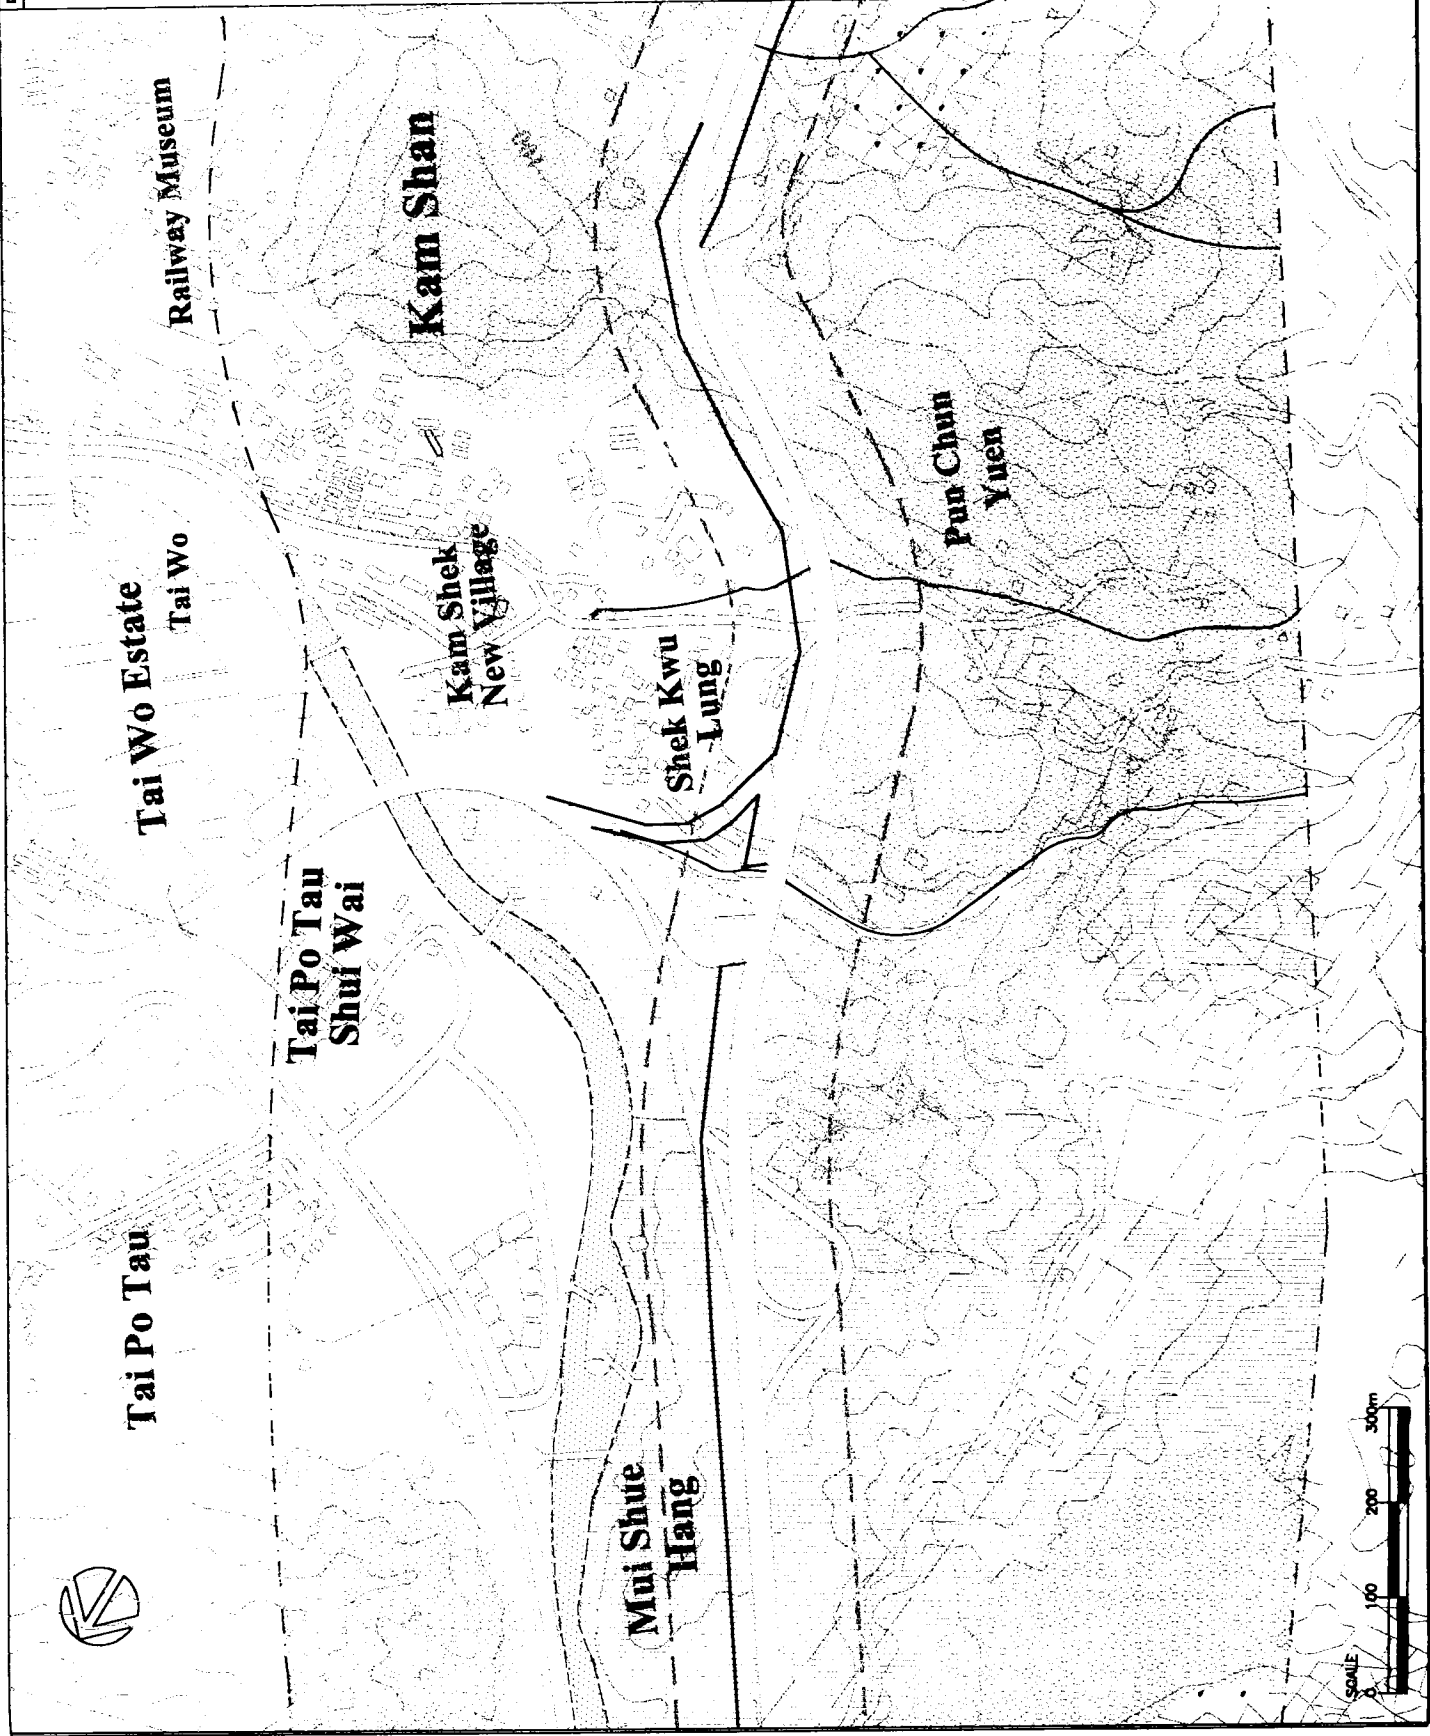 Tai Po Tau
Tai Wo Estate
Tai Wo
Railway Museum
Tai Po Tau
Shui Wai
Kam Shek
New Village
Kam Shan
Mui Shue
Hang
Shek Kwu
Lung
Pun Chun
Yuen
SCALE
0 100 200 300m